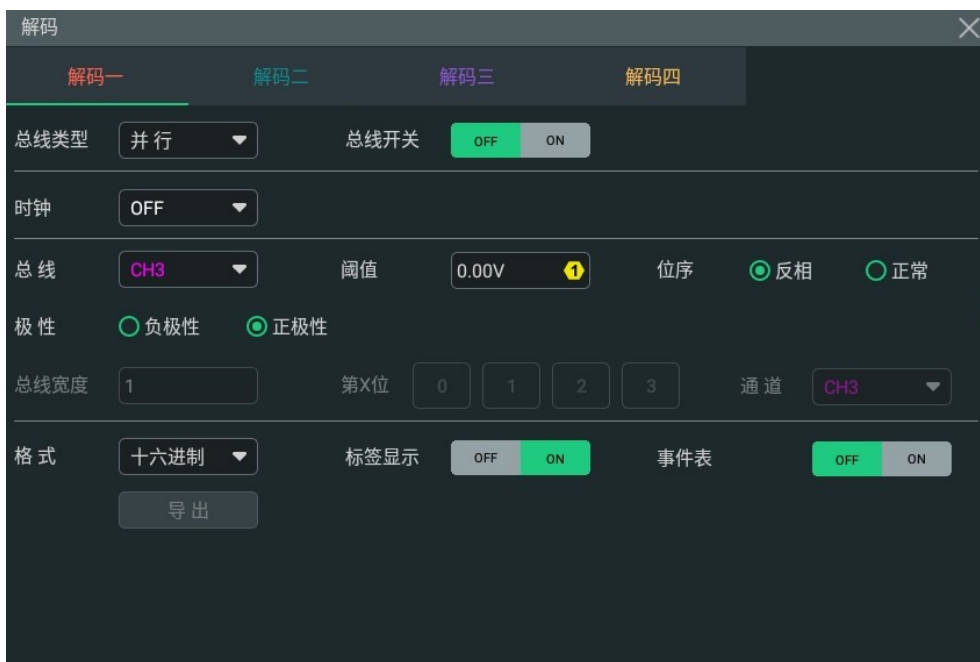 解码
解码一 解码二 解码三 解码四
总线类型 并行 总线开关 OFF ON
时钟 OFF
总线 CH3 阈值 0.00V 1 位序 反相 正常
极性 负极性 正极性
总线宽度 1 第X位 0 1 2 3 通道 CH3
格式 十六进制 标签显示 OFF ON 事件表 OFF ON
导出